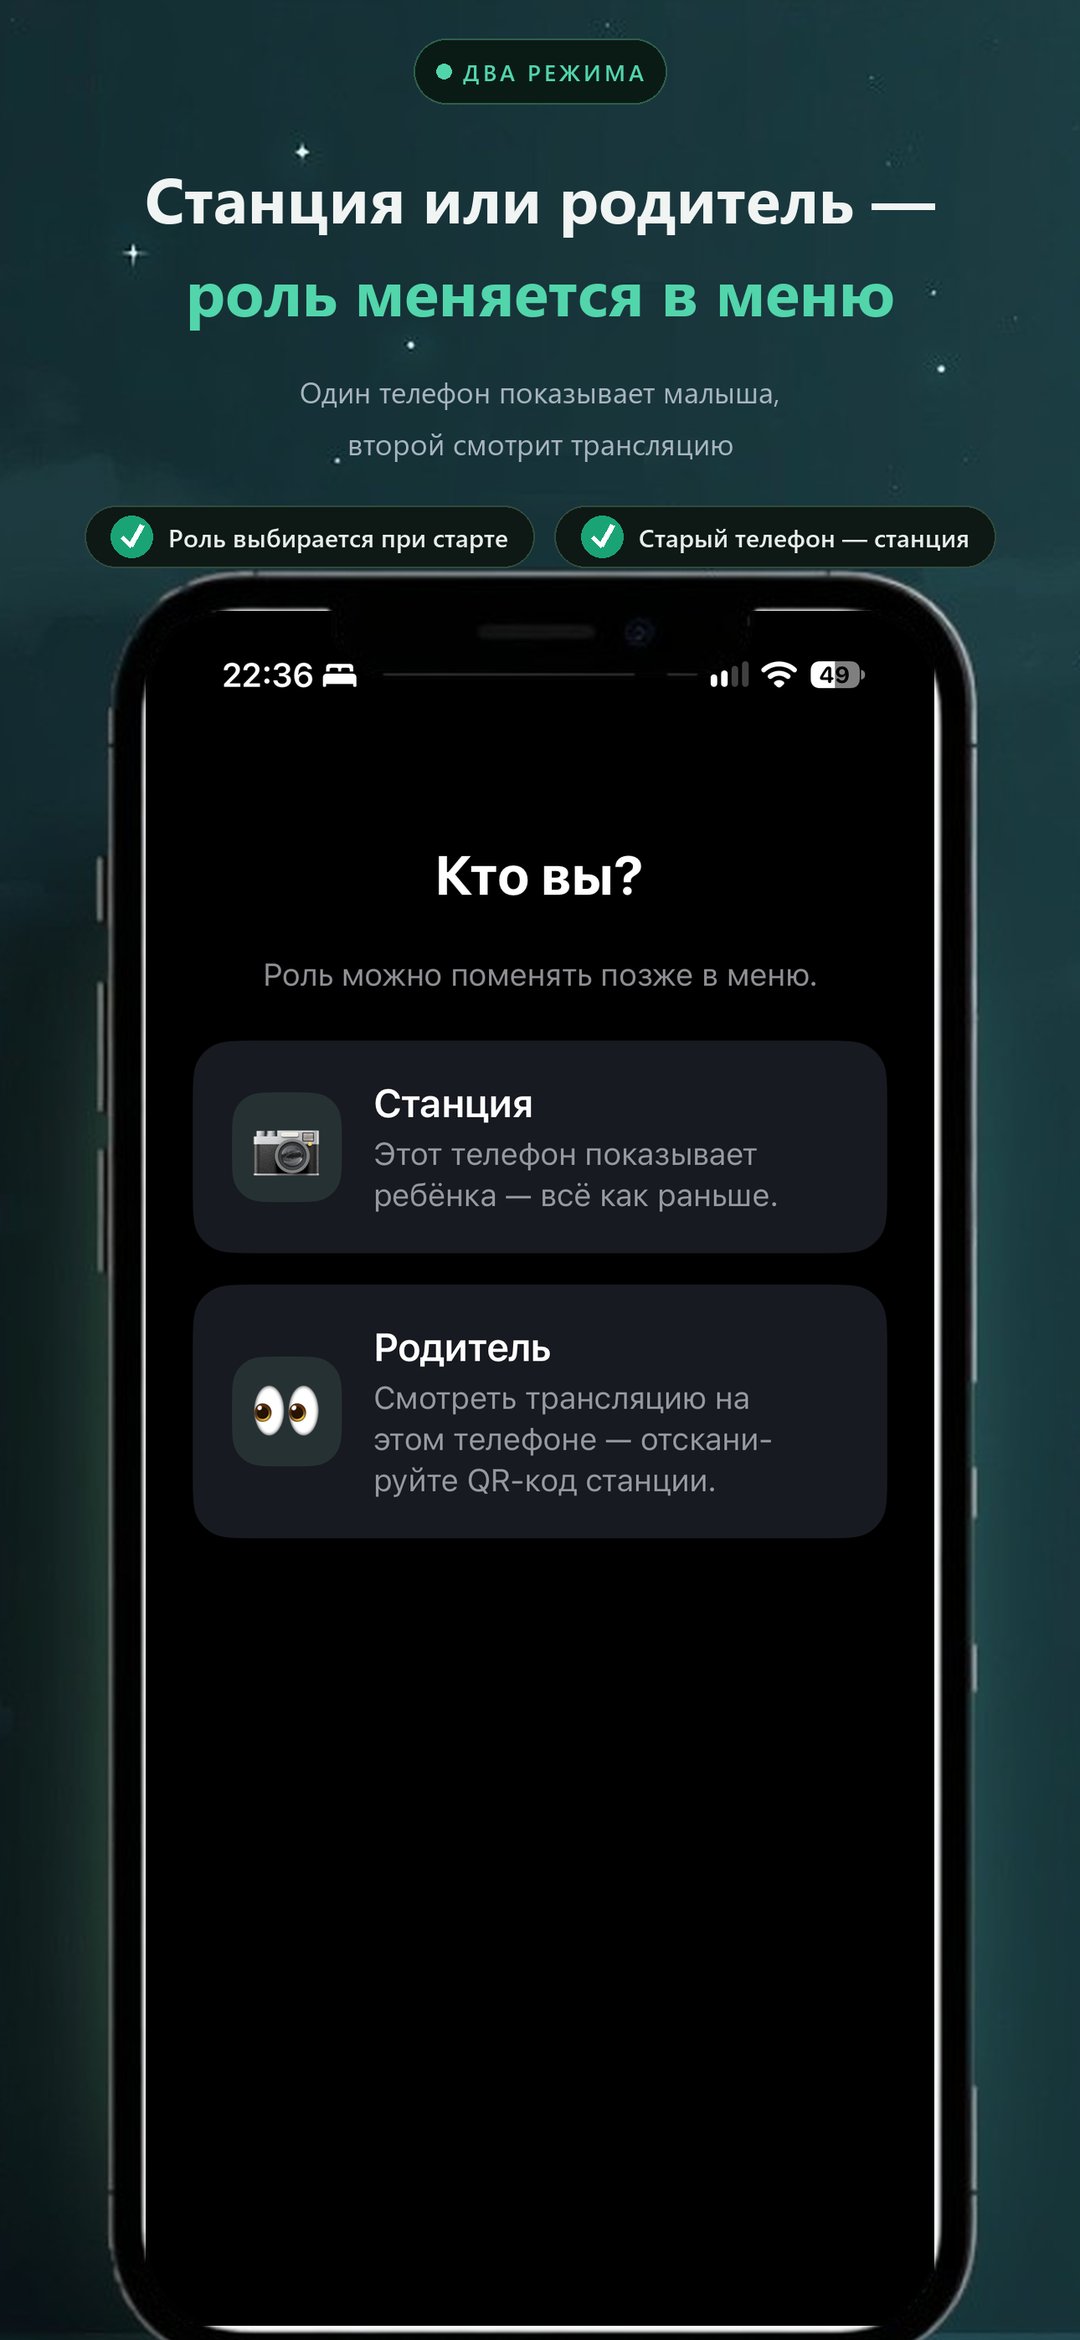 ДВА РЕЖИМА
Станция или родитель —
роль меняется в меню
Один телефон показывает малыша,
второй смотрит трансляцию
Роль выбирается при старте
Старый телефон — станция
22:36
49
Кто вы?
Роль можно поменять позже в меню.
Станция
Этот телефон показывает
ребёнка — всё как раньше.
Родитель
Смотреть трансляцию на
этом телефоне — отскани-
руйте QR-код станции.